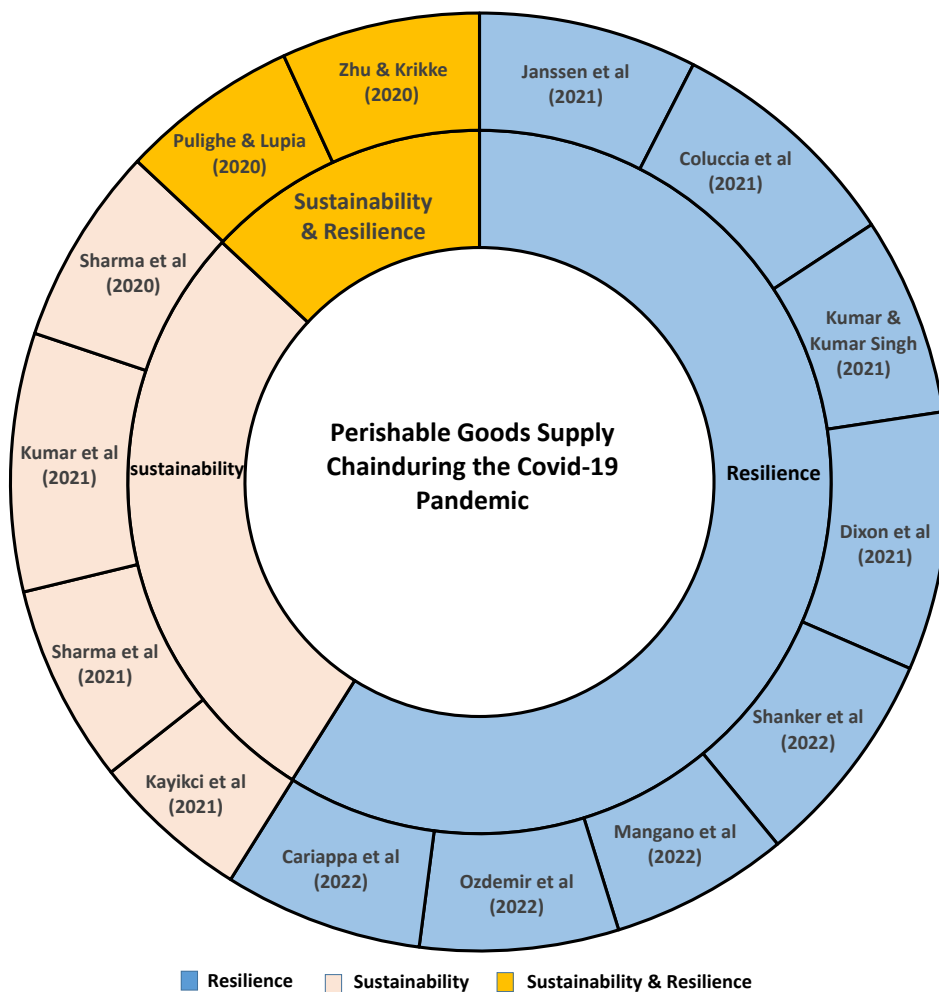 Perishable Goods Supply
Chainduring the Covid-19
Pandemic
Resilience
sustainability
Sustainability
& Resilience
Janssen et al
(2021)
Coluccia et al
(2021)
Kumar &
Kumar Singh
(2021)
Dixon et al
(2021)
Shanker et al
(2022)
Mangano et al
(2022)
Ozdemir et al
(2022)
Cariappa et al
(2022)
Kayikci et al
(2021)
Sharma et al
(2021)
Kumar et al
(2021)
Sharma et al
(2020)
Pulighe & Lupia
(2020)
Zhu & Krikke
(2020)
Resilience
Sustainability
Sustainability & Resilience